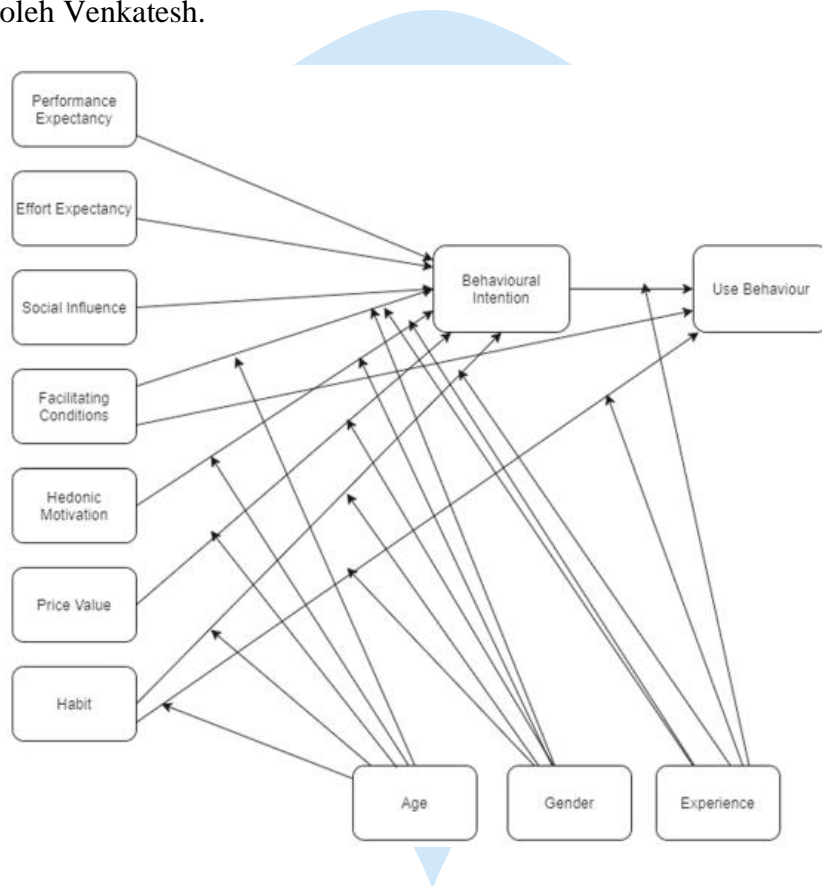 oleh Venkatesh.
Performance
Expectancy
Effort Expectancy
Social Influence
Facilitating
Conditions
Hedonic
Motivation
Price Value
Habit
Behavioural
Intention
Use Behaviour
Age
Gender
Experience